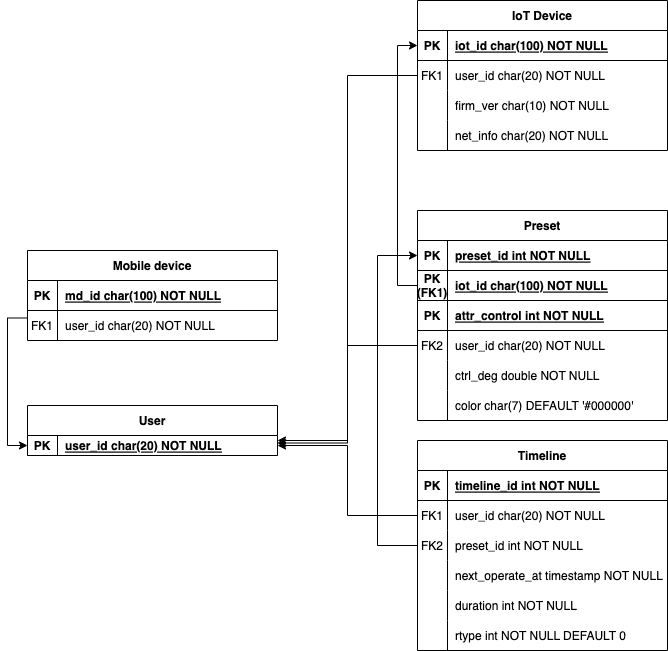 IoT Device
PK iot_id char(100) NOT NULL
FK1 user_id char(20) NOT NULL
firm_ver char(10) NOT NULL
net_info char(20) NOT NULL
Mobile device
PK md_id char(100) NOT NULL
FK1 user_id char(20) NOT NULL
User
PK user_id char(20) NOT NULL
Preset
PK preset_id int NOT NULL
PK
(FK1) iot_id char(100) NOT NULL
PK attr_control int NOT NULL
FK2 user_id char(20) NOT NULL
ctrl_deg double NOT NULL
color char(7) DEFAULT '#000000'
Timeline
PK timeline_id int NOT NULL
FK1 user_id char(20) NOT NULL
FK2 preset_id int NOT NULL
next_operate_at timestamp NOT NULL
duration int NOT NULL
rtype int NOT NULL DEFAULT 0